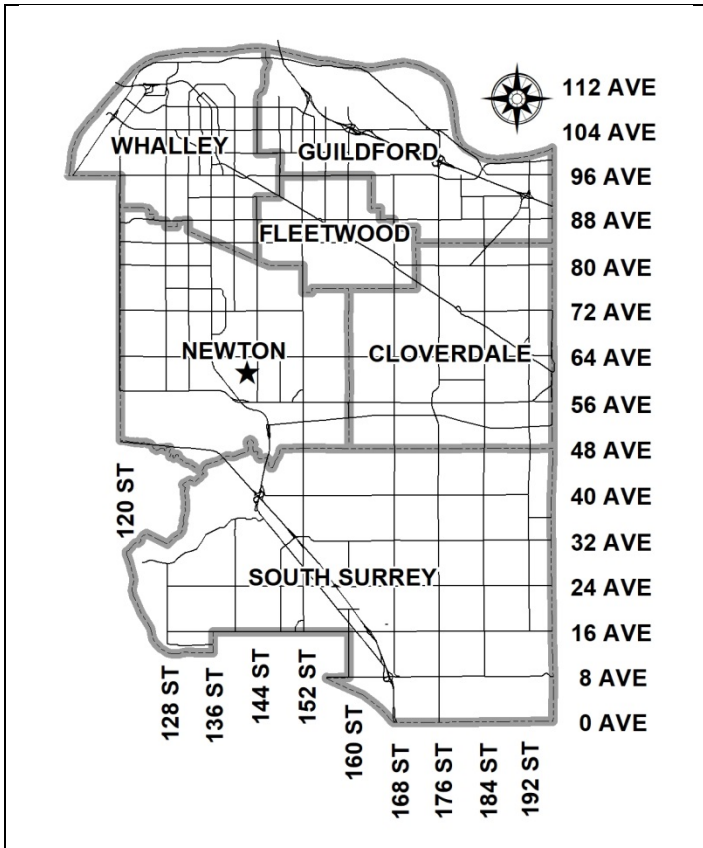 112 AVE
104 AVE
WHALLEY
GUILDFORD
96 AVE
88 AVE
FLEETWOOD
80 AVE
72 AVE
NEWTON
CLOVERDALE
64 AVE
56 AVE
48 AVE
120 ST
40 AVE
32 AVE
SOUTH SURREY
24 AVE
16 AVE
128 ST
136 ST
144 ST
152 ST
160 ST
8 AVE
0 AVE
168 ST
176 ST
184 ST
192 ST